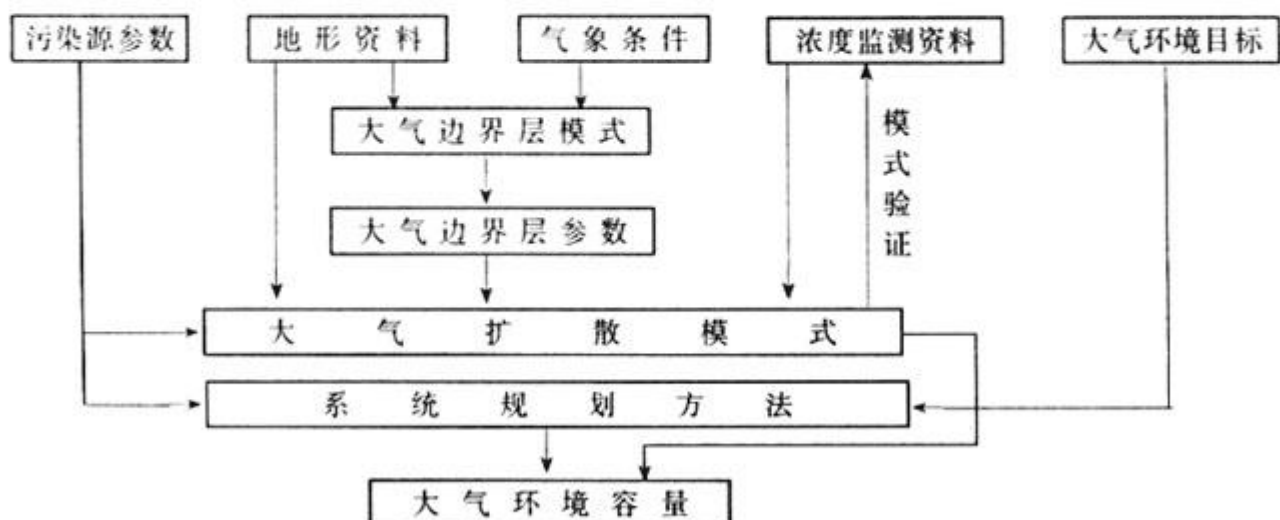 污染源参数
地形资料
气象条件
浓度监测资料
大气环境目标
大气边界层模式
模式验证
大气边界层参数
大气扩散模式
系统规划方法
大气环境容量